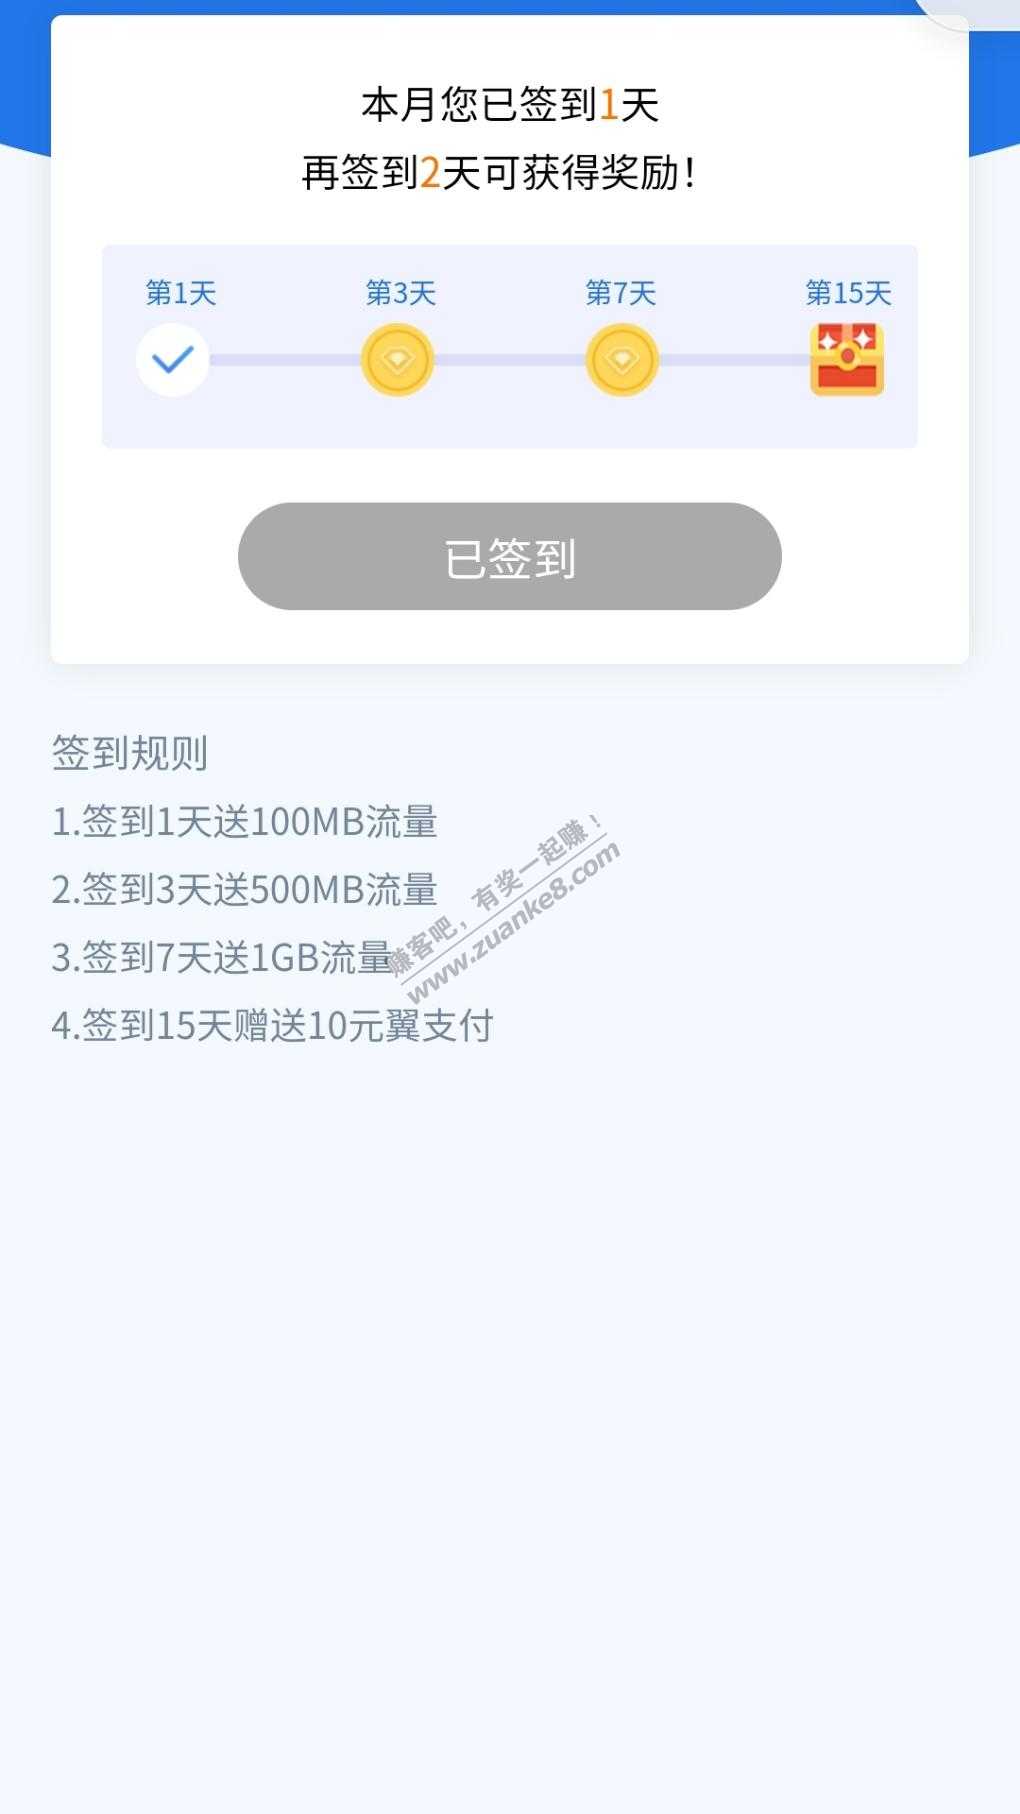 本月您已签到1天
再签到2天可获得奖励！
第1天 第3天 第7天 第15天
已签到
签到规则
1.签到1天送100MB流量
2.签到3天送500MB流量
3.签到7天送1GB流量
4.签到15天赠送10元翼支付
赚客吧，有奖一起赚！
www.zuanke8.com